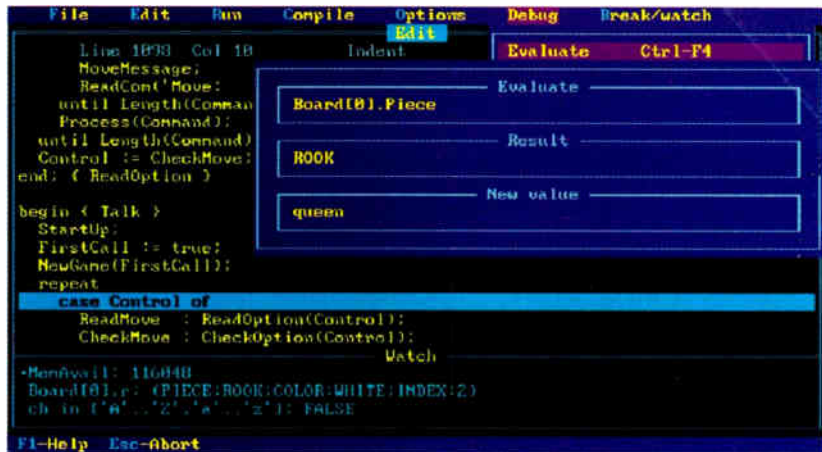 File Edit Run Compile Options Debug Break/watch
Edit
Line 1093 Col 10 Indent
Evaluate Ctrl-F4
MoveMessage;
ReadCom('Move:
until Length(Comman
Process(Command);
until Length(Command)
Control := CheckMove;
end; { ReadOption }
Evaluate
Board[0].Piece
Result
ROOK
New value
queen
begin { Talk }
StartUp;
FirstCall := true;
NewGame(FirstCall);
repeat
case Control of
ReadMove : ReadOption(Control);
CheckMove : CheckOption(Control);
Watch
•MemAvail: 116048
Board[0],r: (PIECE:ROOK;COLOR:WHITE;INDEX:2)
ch in ['A'..'Z','a'..'z']: FALSE
F1-Help Esc-Abort